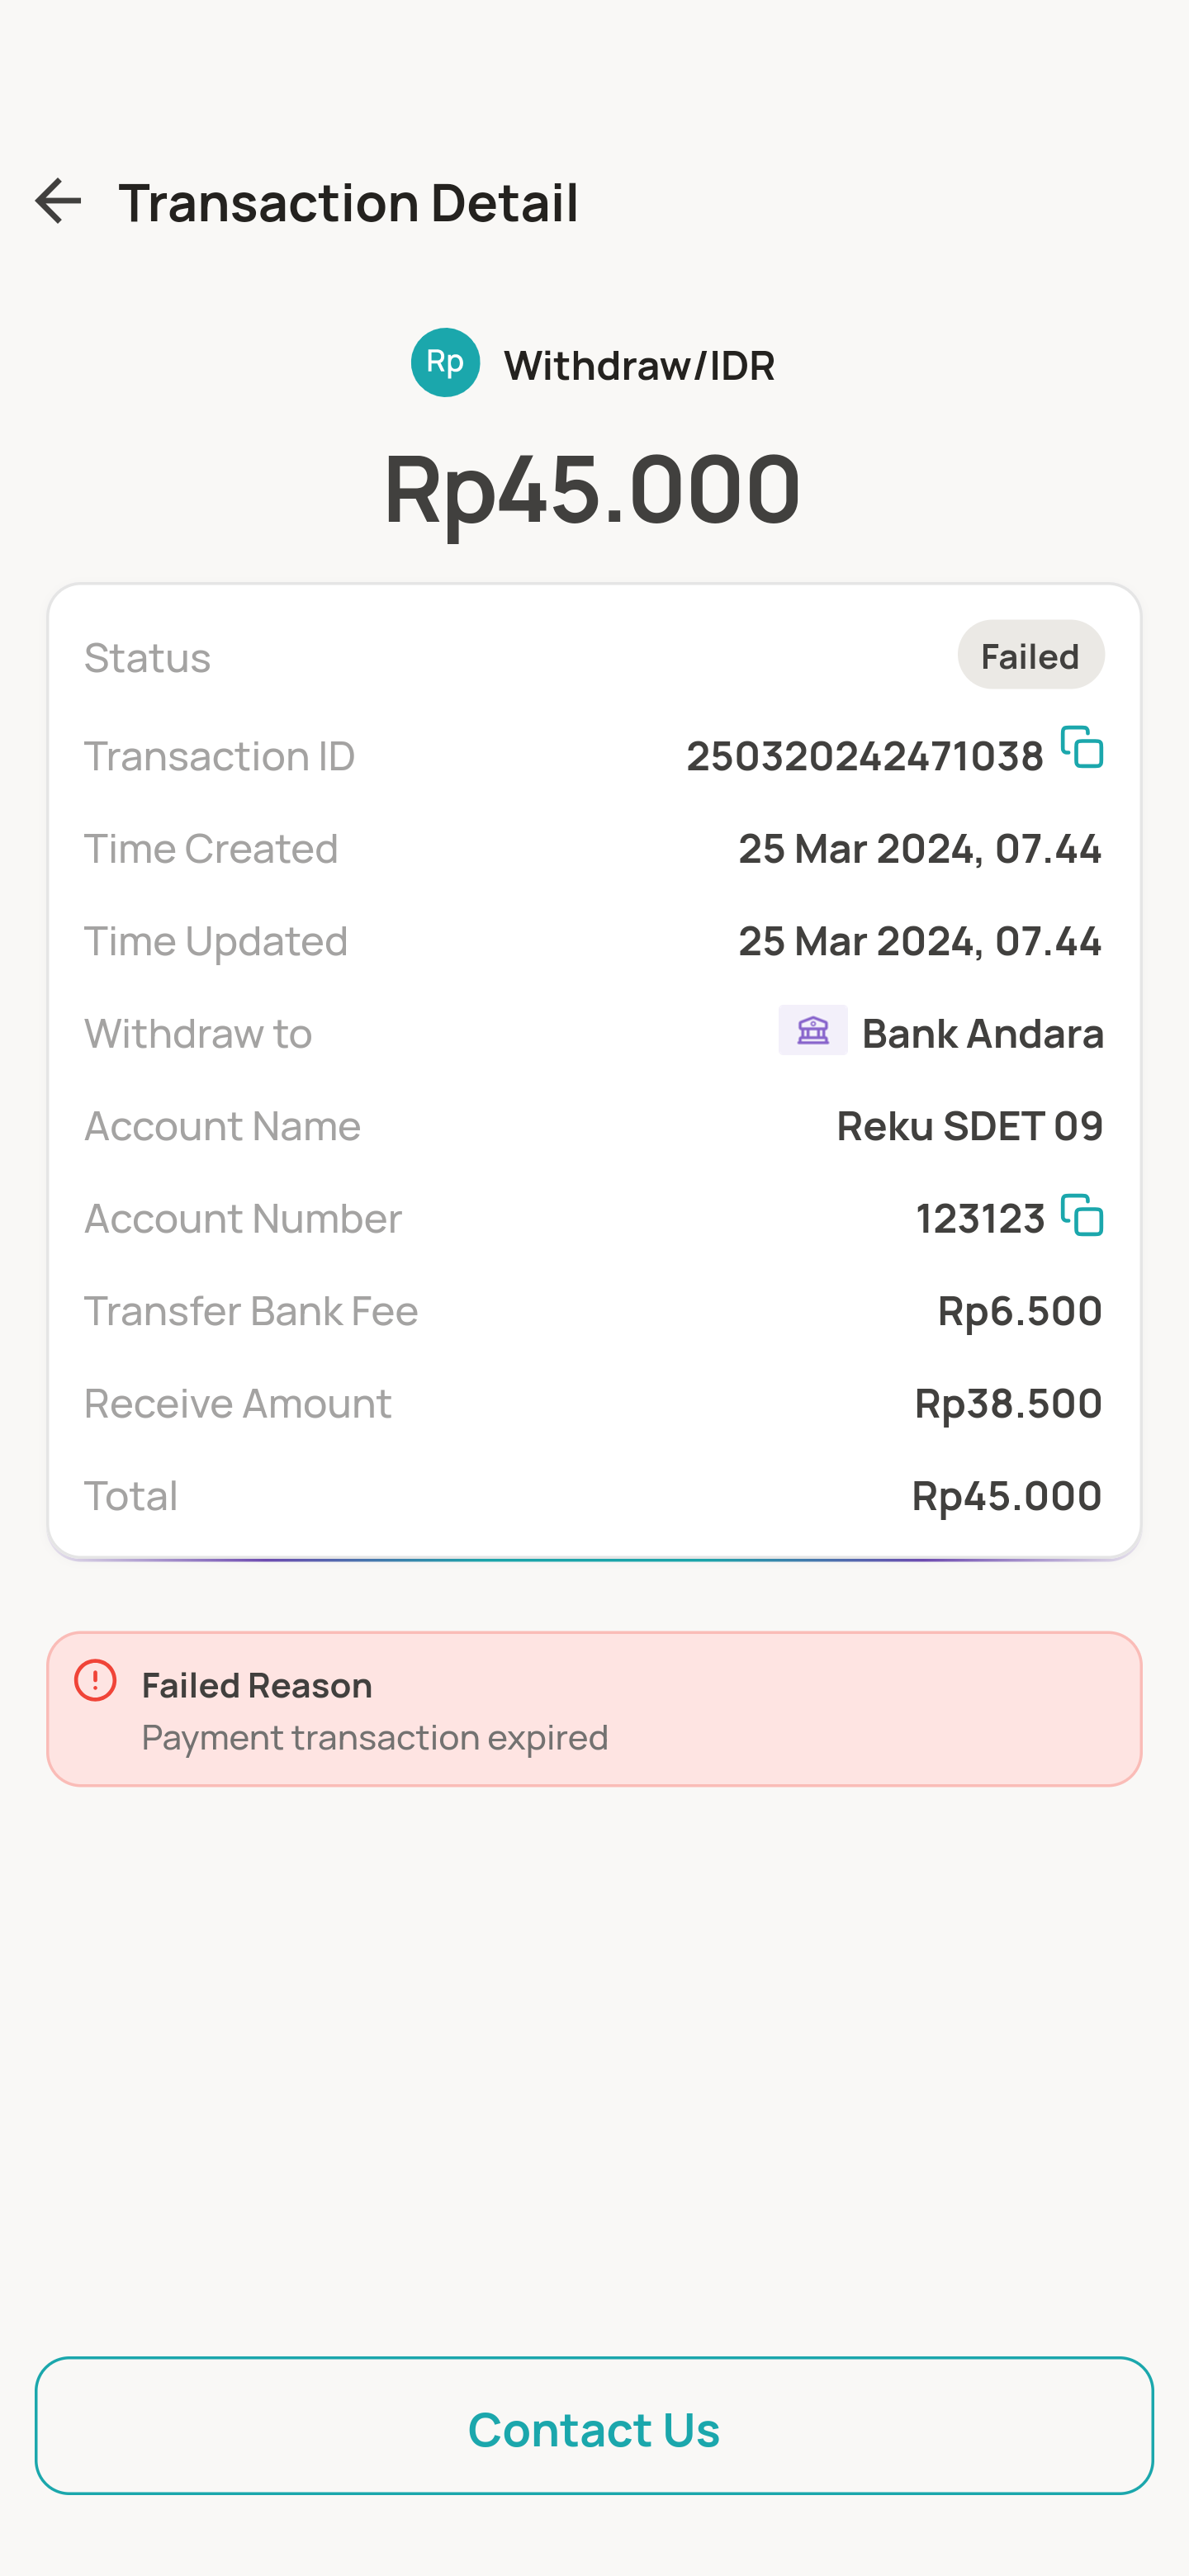 Transaction Detail
Rp Withdraw/IDR
Rp45.000
Status Failed
Transaction ID 250320242471038
Time Created 25 Mar 2024, 07.44
Time Updated 25 Mar 2024, 07.44
Withdraw to Bank Andara
Account Name Reku SDET 09
Account Number 123123
Transfer Bank Fee Rp6.500
Receive Amount Rp38.500
Total Rp45.000
Failed Reason
Payment transaction expired
Contact Us